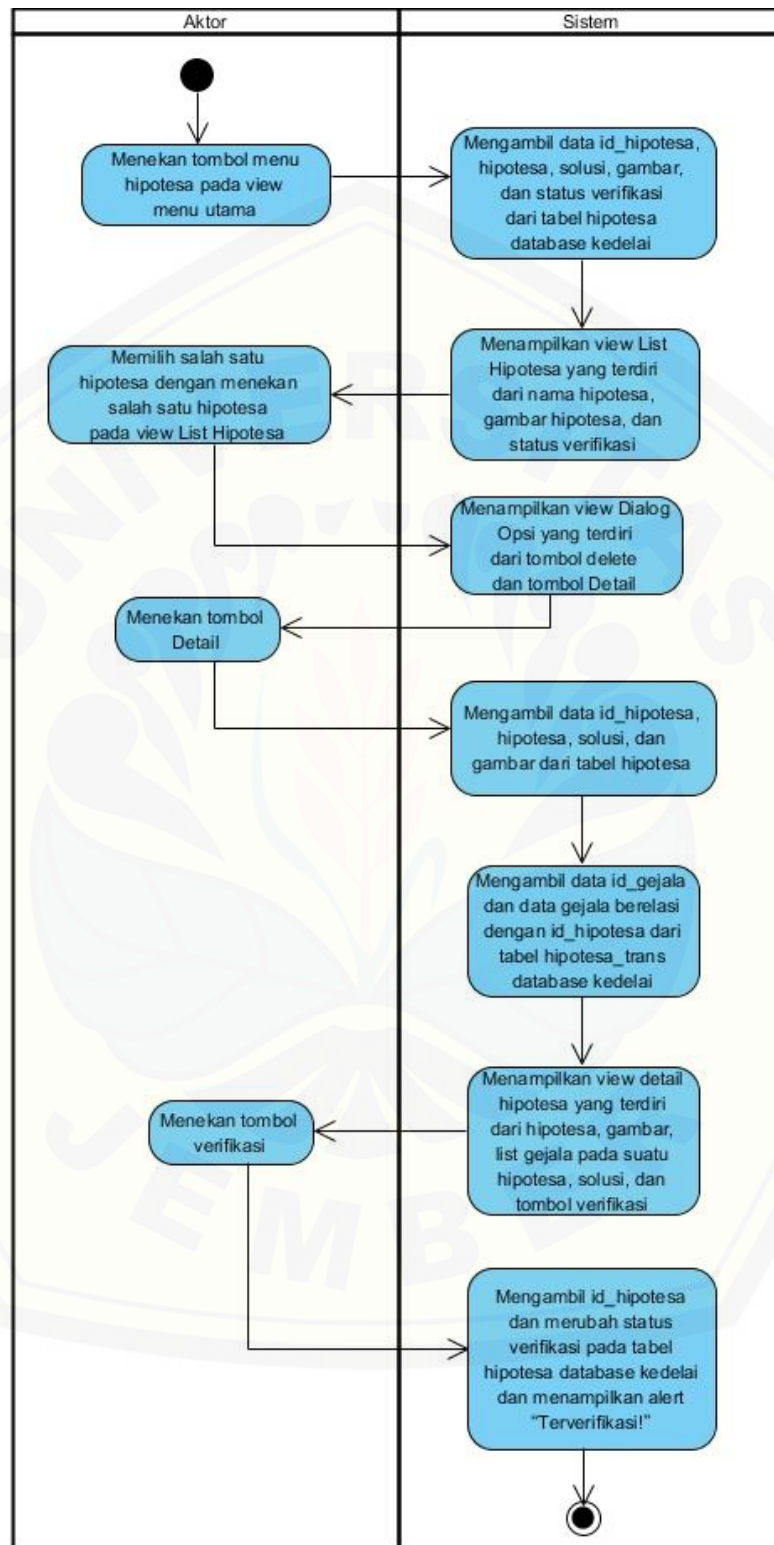 Aktor
Sistem
Menekan tombol menu
hipotesa pada view
menu utama
Mengambil data id_hipotesa,
hipotesa, solusi, gambar,
dan status verifikasi
dari tabel hipotesa
database kedelai
Menampilkan view List
Hipotesa yang terdiri
dari nama hipotesa,
gambar hipotesa, dan
status verifikasi
Memilih salah satu
hipotesa dengan menekan
salah satu hipotesa
pada view List Hipotesa
Menampilkan view Dialog
Opsi yang terdiri
dari tombol delete
dan tombol Detail
Menekan tombol
Detail
Mengambil data id_hipotesa,
hipotesa, solusi, dan
gambar dari tabel hipotesa
Mengambil data id_gejala
dan data gejala berelasi
dengan id_hipotesa dari
tabel hipotesa_trans
database kedelai
Menampilkan view detail
hipotesa yang terdiri
dari hipotesa, gambar,
list gejala pada suatu
hipotesa, solusi, dan
tombol verifikasi
Menekan tombol
verifikasi
Mengambil id_hipotesa
dan merubah status
verifikasi pada tabel
hipotesa database kedelai
dan menampilkan alert
"Terverifikasi!"
UNIVERSITAS
JEMBER